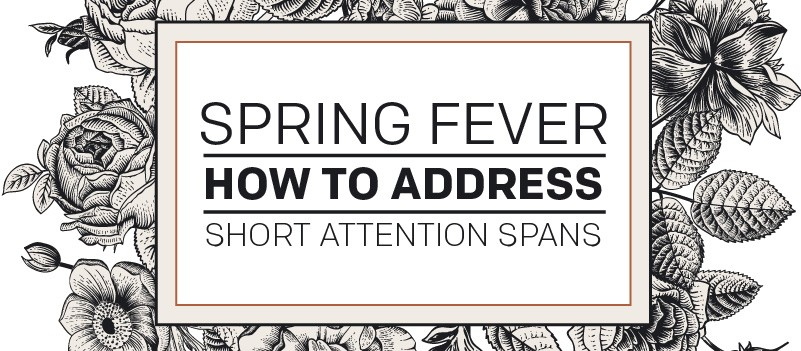 SPRING FEVER
HOW TO ADDRESS
SHORT ATTENTION SPANS